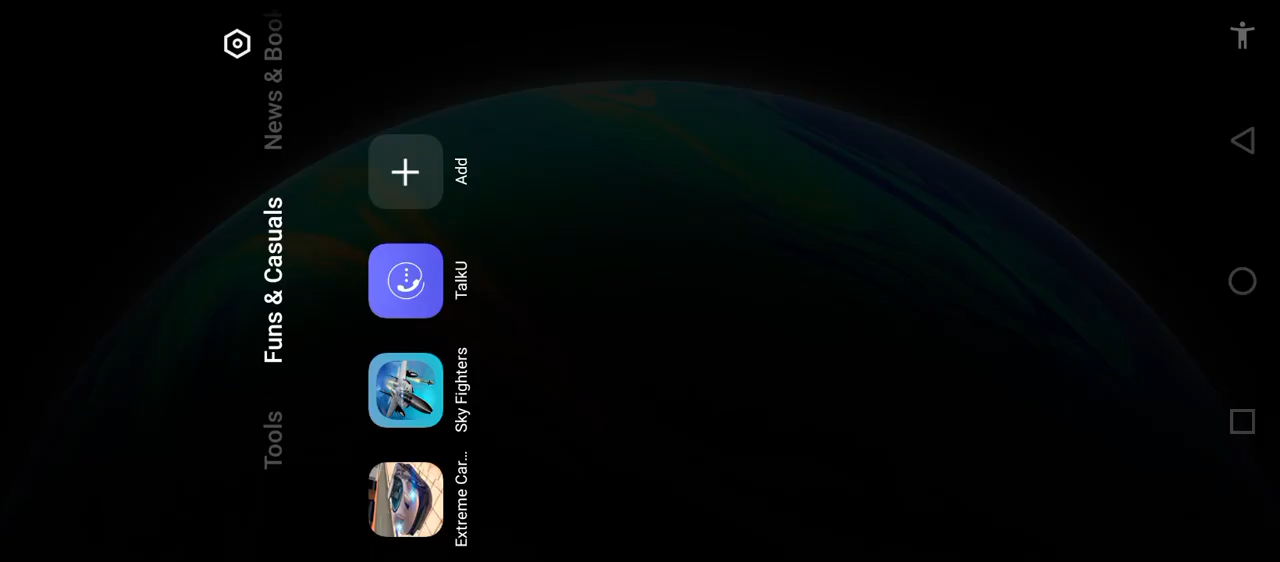 Tools
Funs & Casuals
News & Book
Extreme Car...
Sky Fighters
TalkU
Add